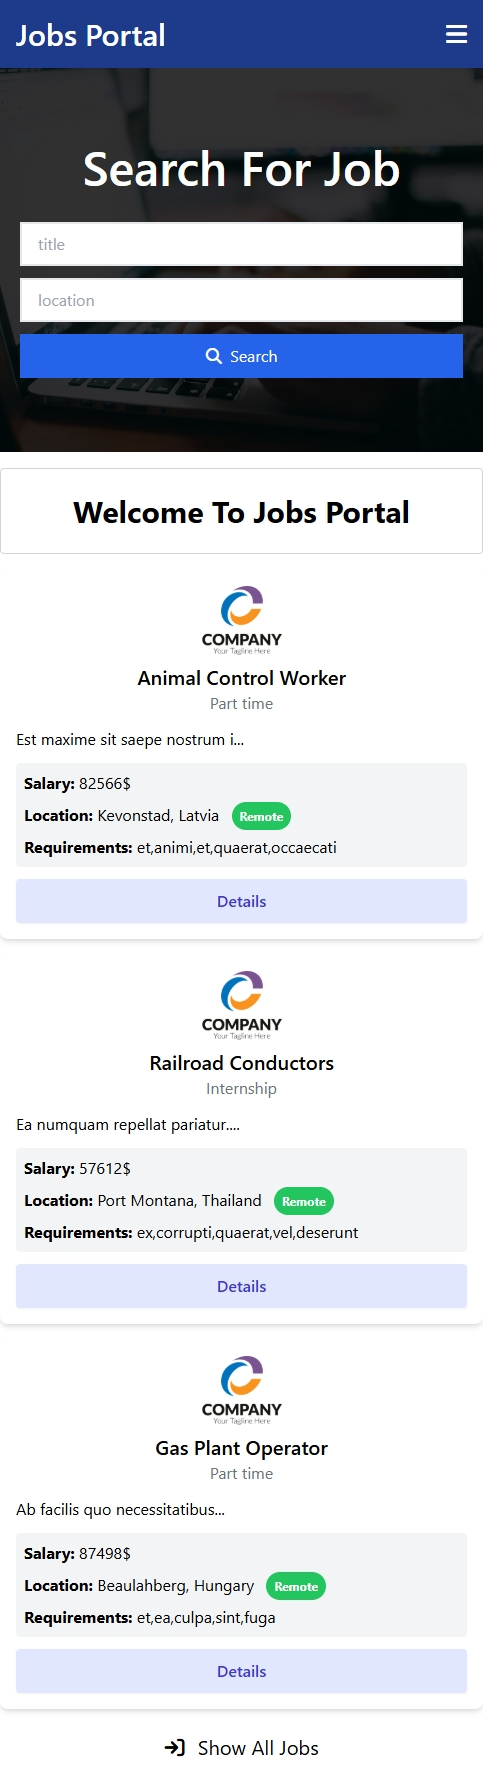 Jobs Portal
Search For Job
title
location
Search
Welcome To Jobs Portal
COMPANY
Your Tagline Here
Animal Control Worker
Part time
Est maxime sit saepe nostrum i...
Salary: 82566$
Location: Kevonstad, Latvia Remote
Requirements: et,animi,et,quaerat,occaecati
Details
COMPANY
Your Tagline Here
Railroad Conductors
Internship
Ea numquam repellat pariatur....
Salary: 57612$
Location: Port Montana, Thailand Remote
Requirements: ex,corrupti,quaerat,vel,deserunt
Details
COMPANY
Your Tagline Here
Gas Plant Operator
Part time
Ab facilis quo necessitatibus...
Salary: 87498$
Location: Beaulahberg, Hungary Remote
Requirements: et,ea,culpa,sint,fuga
Details
Show All Jobs